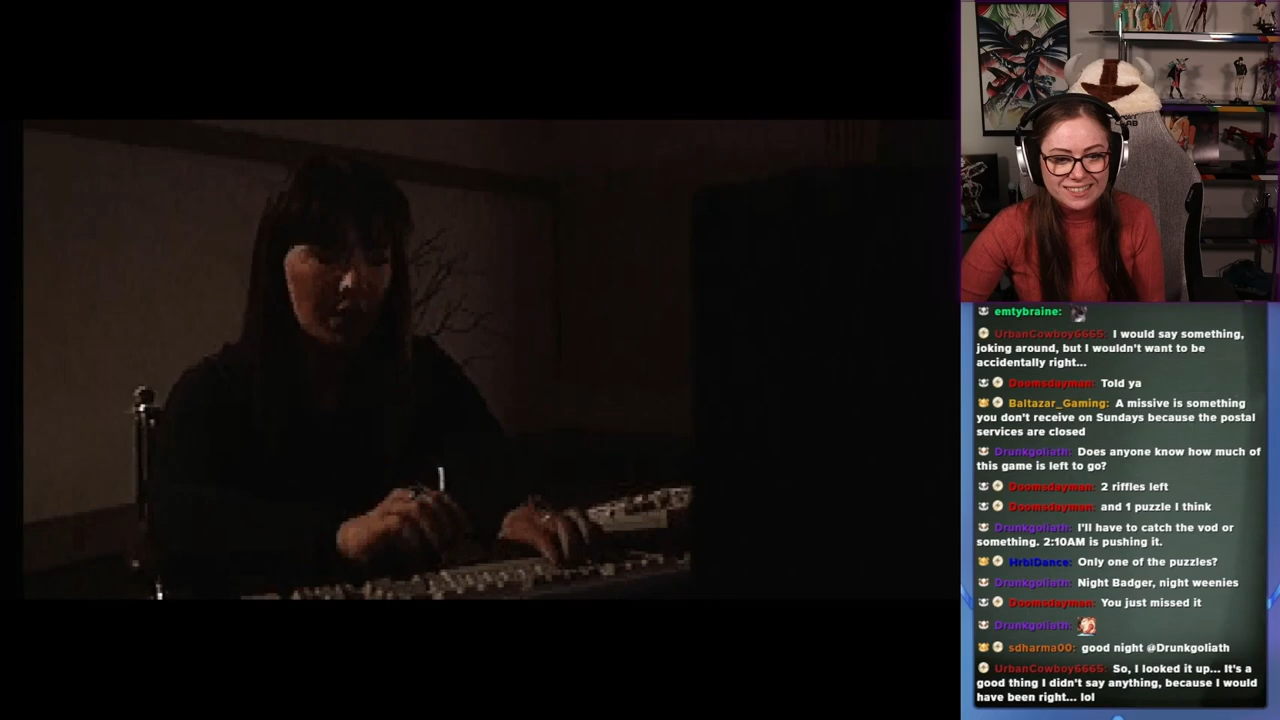 emtybraine:
UrbanCowboy6665: I would say something,
joking around, but I wouldn't want to be
accidentally right...
Doomsdayman: Told ya
Baltazar_Gaming: A missive is something
you don't receive on Sundays because the postal
services are closed
Drunkgoliath: Does anyone know how much of
this game is left to go?
Doomsdayman: 2 riffles left
Doomsdayman: and 1 puzzle I think
Drunkgoliath: I'll have to catch the vod or
something. 2:10AM is pushing it.
HrblDance: Only one of the puzzles?
Drunkgoliath: Night Badger, night weenies
Doomsdayman: You just missed it
Drunkgoliath:
sdharma00: good night @Drunkgoliath
UrbanCowboy6665: So, I looked it up... It's a
good thing I didn't say anything, because I would
have been right... lol